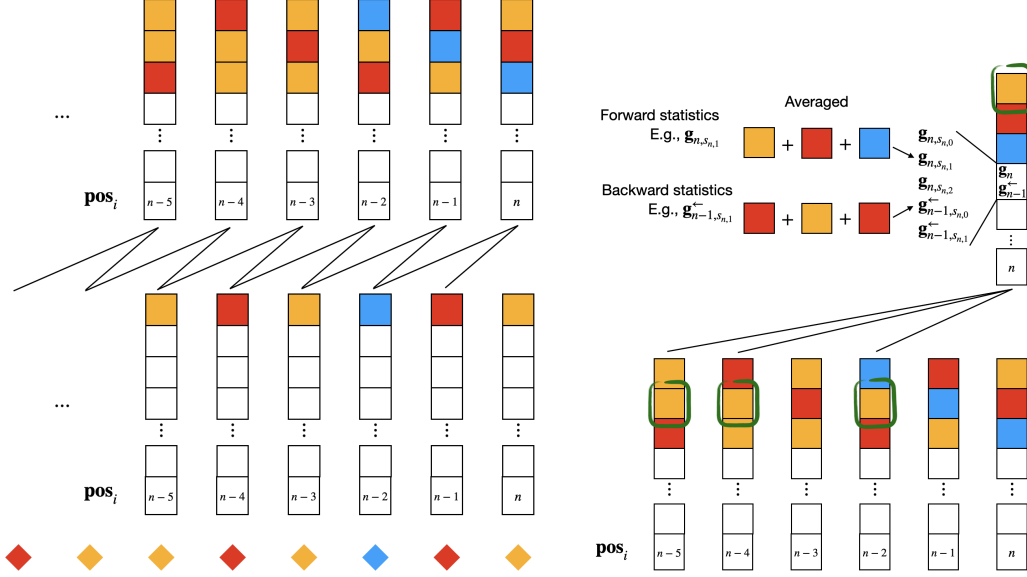 ...
pos_i n − 5 n − 4 n − 3 n − 2 n − 1 n
...
pos_i n − 5 n − 4 n − 3 n − 2 n − 1 n
Averaged
Forward statistics
E.g., g_{n,s_{n,1}} + +
Backward statistics
E.g., g^←_{n−1,s_{n,1}} + +
g_{n,s_{n,0}}
g_{n,s_{n,1}}
g_{n,s_{n,2}}
g^←_{n−1,s_{n,0}}
g^←_{n−1,s_{n,1}}
g_n
g^←_{n−1}
n
pos_i n − 5 n − 4 n − 3 n − 2 n − 1 n